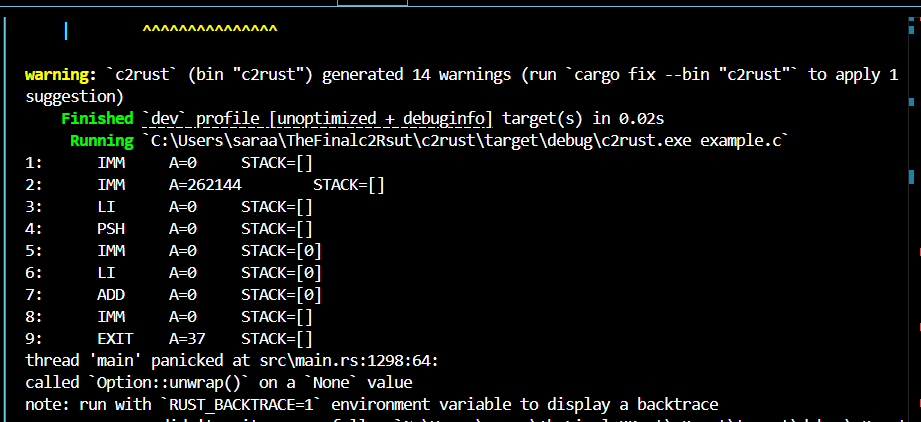 | ^^^^^^^^^^^^^^^
warning: `c2rust` (bin "c2rust") generated 14 warnings (run `cargo fix --bin "c2rust"` to apply 1
suggestion)
Finished `dev` profile [unoptimized + debuginfo] target(s) in 0.02s
Running `C:\Users\saraa\TheFinalc2Rsut\c2rust\target\debug\c2rust.exe example.c`
1: IMM A=0 STACK=[]
2: IMM A=262144 STACK=[]
3: LI A=0 STACK=[]
4: PSH A=0 STACK=[]
5: IMM A=0 STACK=[0]
6: LI A=0 STACK=[0]
7: ADD A=0 STACK=[0]
8: IMM A=0 STACK=[]
9: EXIT A=37 STACK=[]
thread 'main' panicked at src\main.rs:1298:64:
called `Option::unwrap()` on a `None` value
note: run with `RUST_BACKTRACE=1` environment variable to display a backtrace